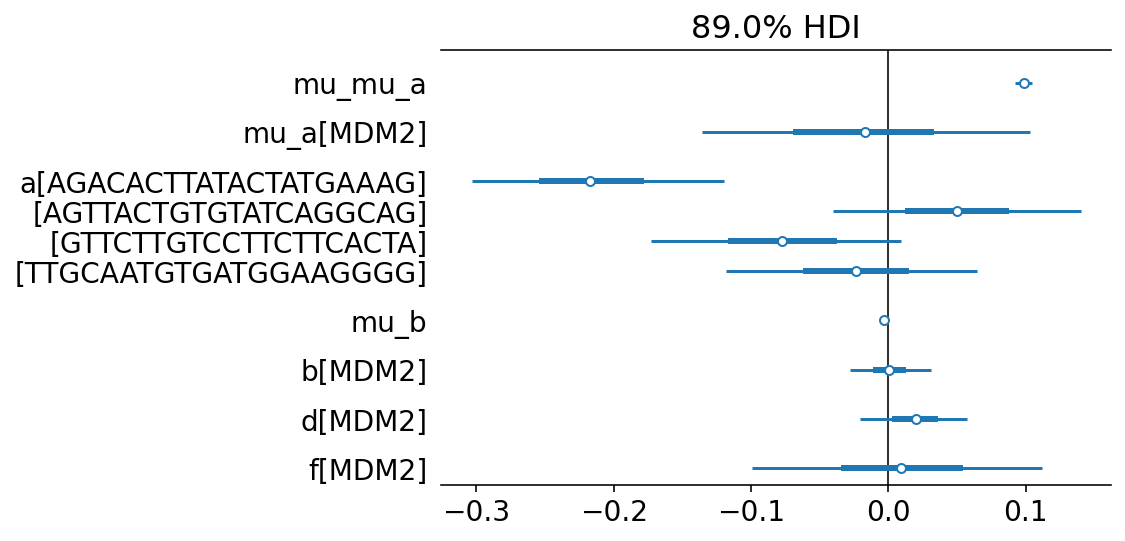 89.0% HDI
mu_mu_a
mu_a[MDM2]
a[AGACACTTATACTATGAAAG]
[AGTTACTGTGTATCAGGCAG]
[GTTCTTGTCCTTCTTCACTA]
[TTGCAATGTGATGGAAGGGG]
mu_b
b[MDM2]
d[MDM2]
f[MDM2]
−0.3 −0.2 −0.1 0.0 0.1